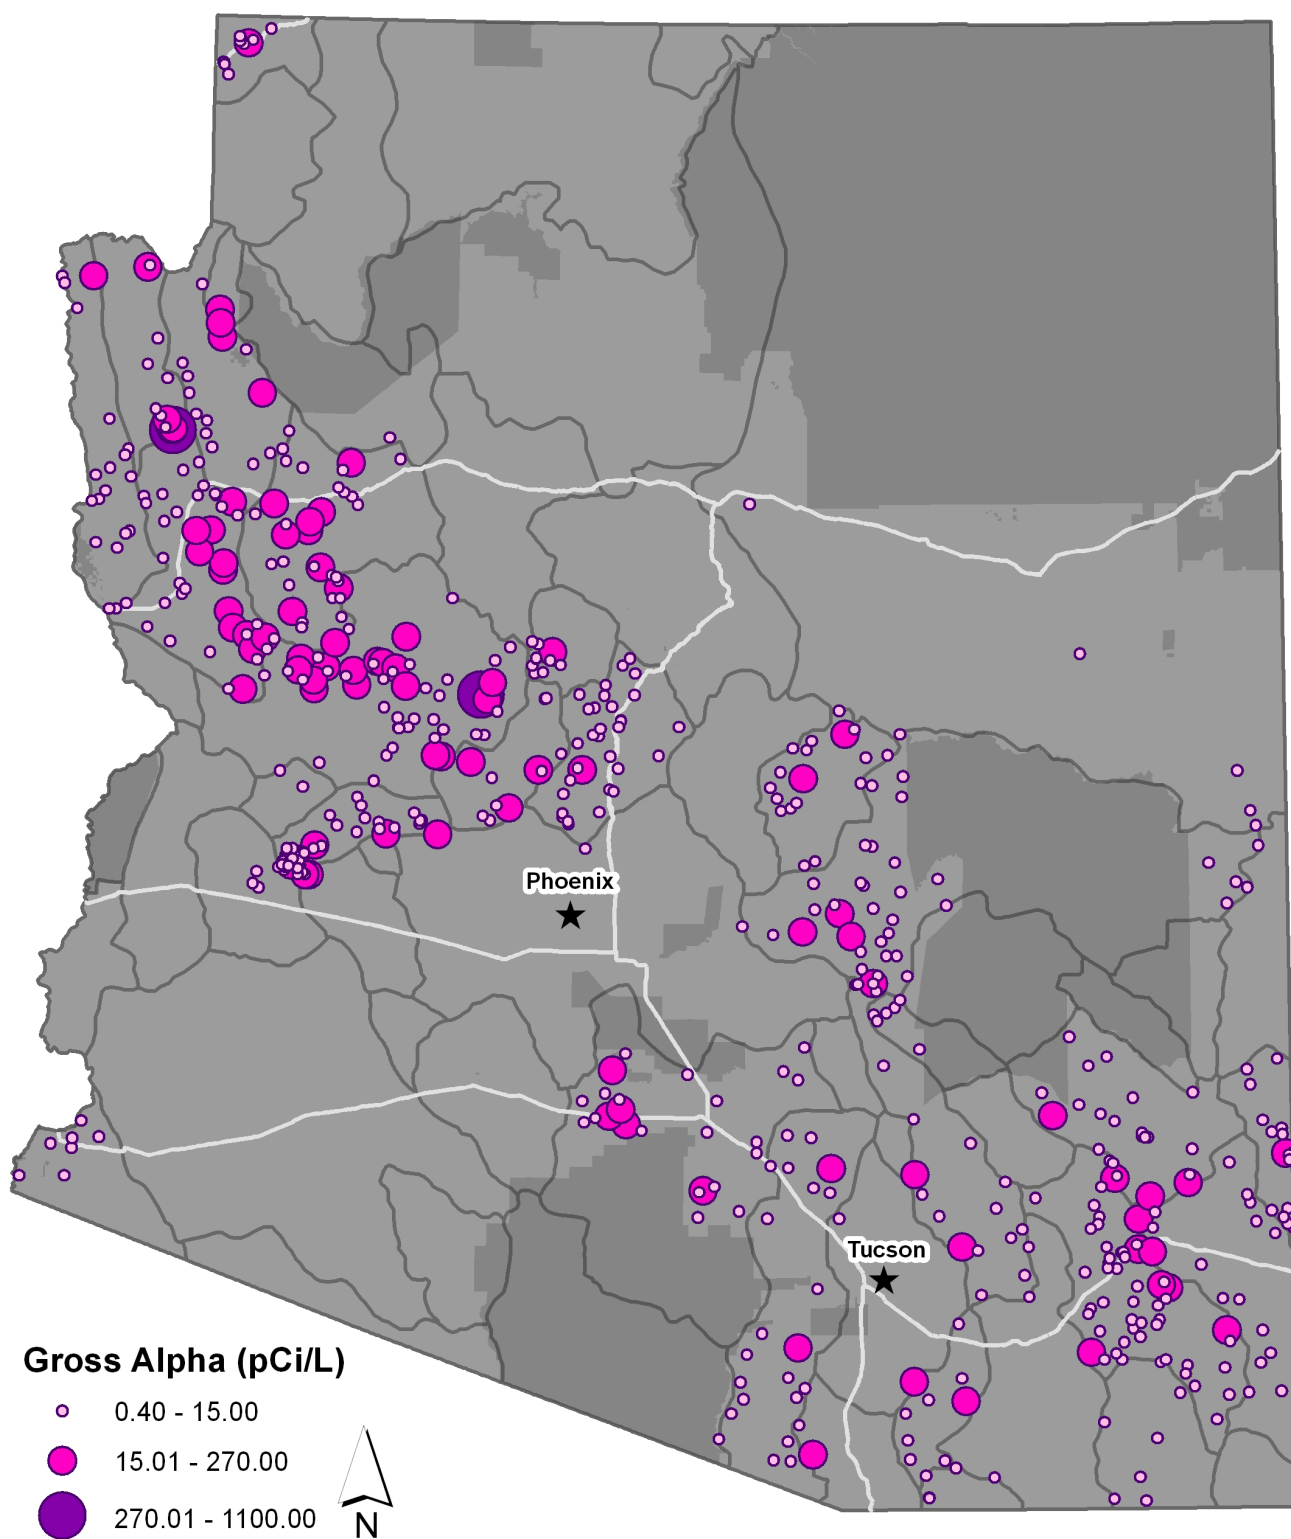 Phoenix
Tucson
Gross Alpha (pCi/L)
0.40 - 15.00
15.01 - 270.00
270.01 - 1100.00
N